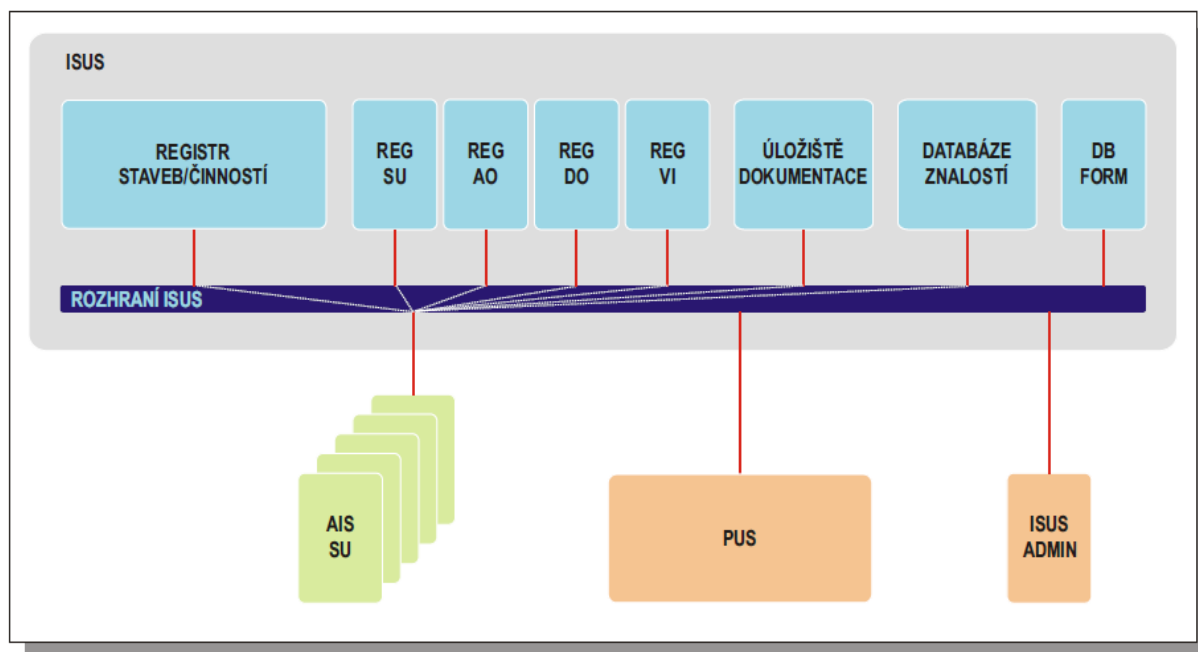 ISUS
REGISTR
STAVEB/ČINNOSTÍ
REG
SU
REG
AO
REG
DO
REG
VI
ÚLOŽIŠTĚ
DOKUMENTACE
DATABÁZE
ZNALOSTÍ
DB
FORM
ROZHRANÍ ISUS
AIS
SU
PUS
ISUS
ADMIN